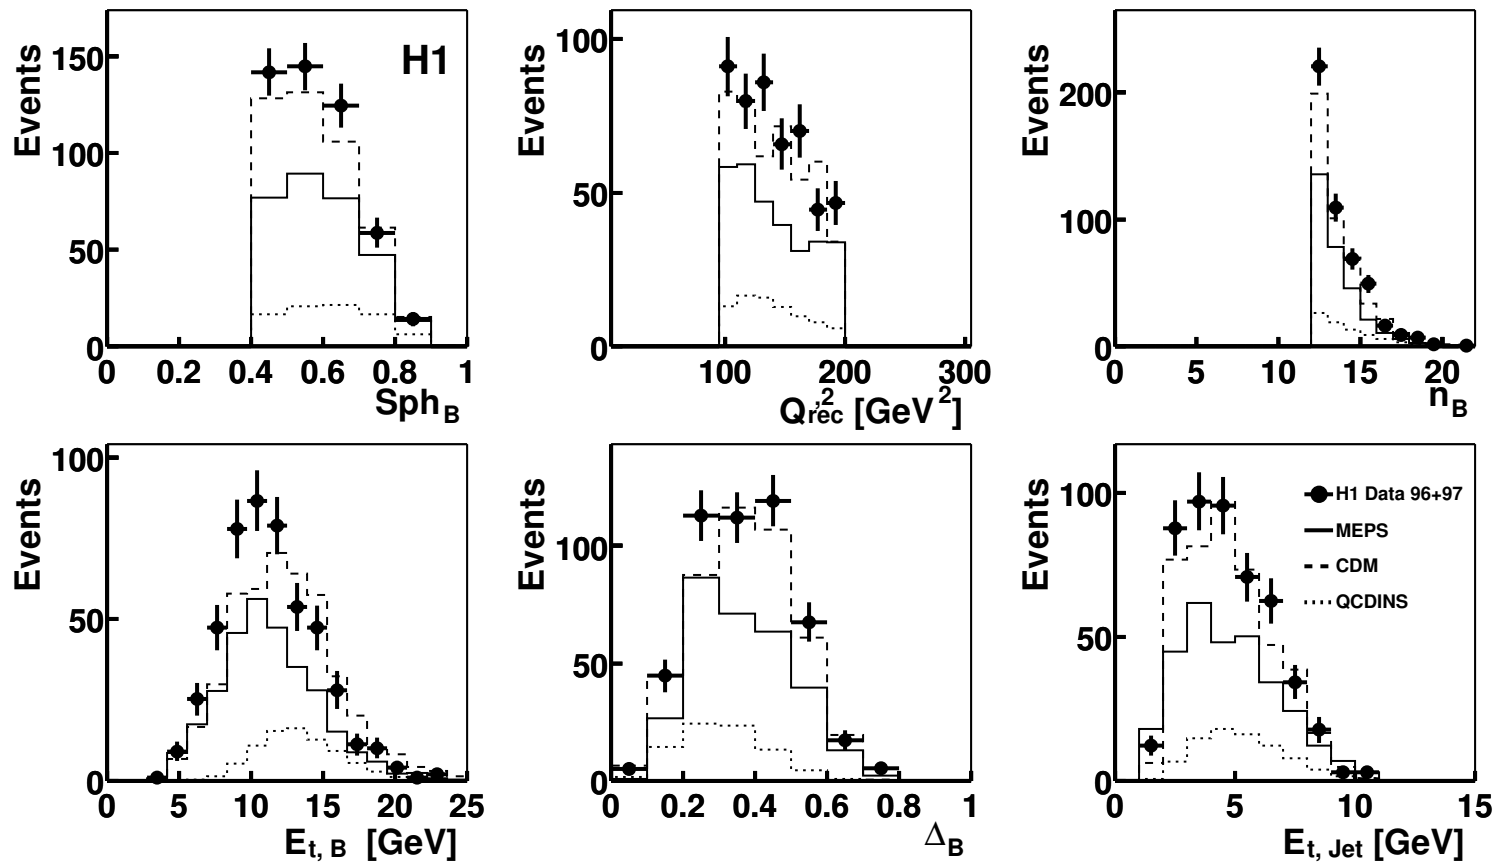 Events
150
100
50
0
H1
0 0.2 0.4 0.6 0.8 1
Sph_B
Events
100
50
0
100 200 300
Q'^2_rec [GeV^2]
Events
200
100
0
0 5 10 15 20
n_B
Events
100
50
0
0 5 10 15 20 25
E_t, B [GeV]
Events
100
50
0
0 0.2 0.4 0.6 0.8 1
Δ_B
Events
100
50
0
H1 Data 96+97
MEPS
CDM
QCDINS
0 5 10 15
E_t, Jet [GeV]